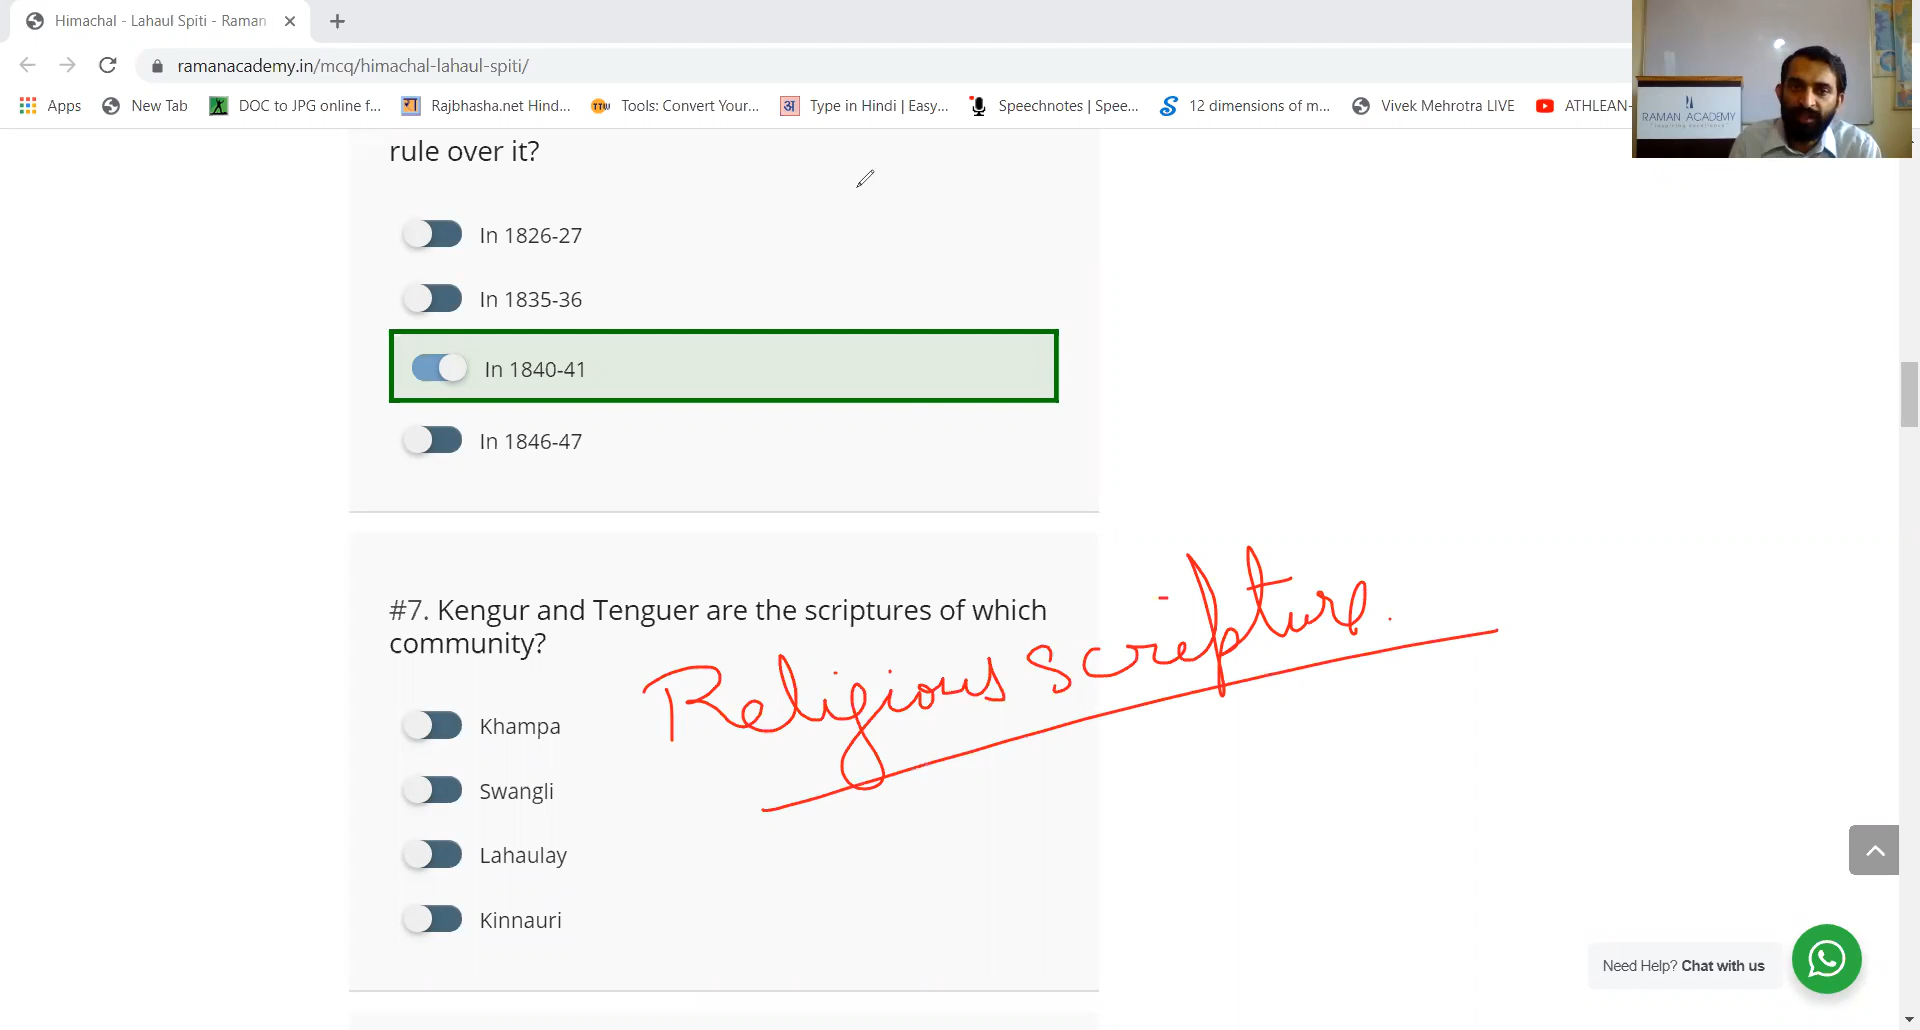 Himachal - Lahaul Spiti - Raman
ramanacademy.in/mcq/himachal-lahaul-spiti/
Apps New Tab DOC to JPG online f... Rajbhasha.net Hind... TTW Tools: Convert Your... अ Type in Hindi | Easy... Speechnotes | Spee... 12 dimensions of m... Vivek Mehrotra LIVE ATHLEAN-
RAMAN ACADEMY
rule over it?
In 1826-27
In 1835-36
In 1840-41
In 1846-47
#7. Kengur and Tenguer are the scriptures of which
community?
Religious scripture.
Khampa
Swangli
Lahaulay
Kinnauri
Need Help? Chat with us